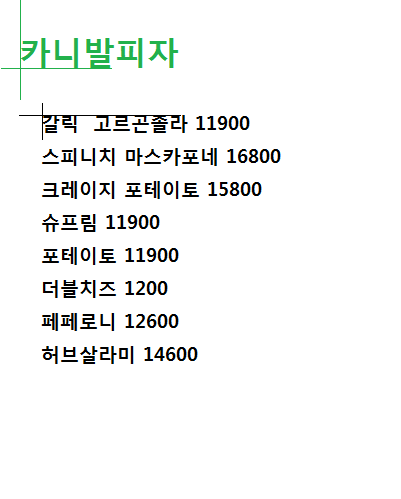 카니발피자
갈릭 고르곤졸라 11900
스피니치 마스카포네 16800
크레이지 포테이토 15800
슈프림 11900
포테이토 11900
더블치즈 1200
페페로니 12600
허브살라미 14600